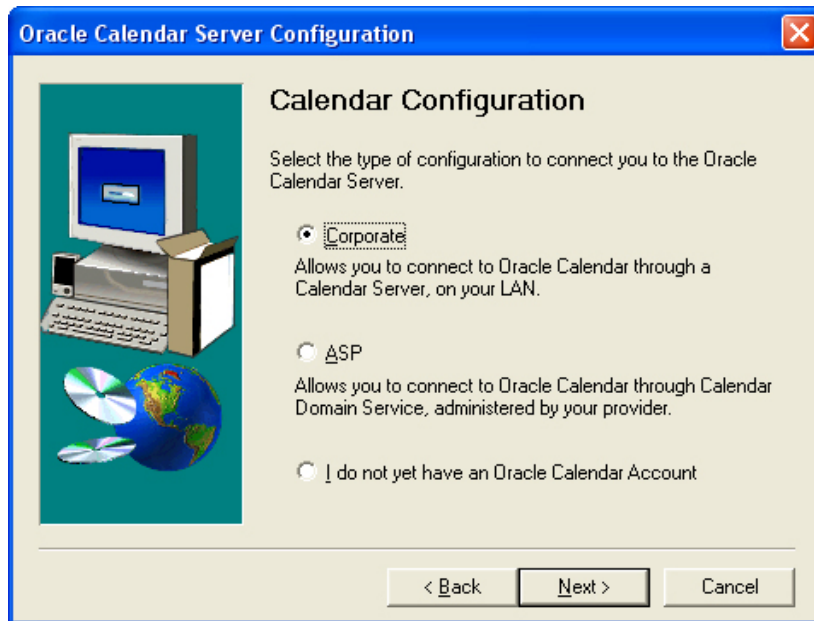 Oracle Calendar Server Configuration
Calendar Configuration
Select the type of configuration to connect you to the Oracle
Calendar Server.
Corporate
Allows you to connect to Oracle Calendar through a
Calendar Server, on your LAN.
ASP
Allows you to connect to Oracle Calendar through Calendar
Domain Service, administered by your provider.
I do not yet have an Oracle Calendar Account
< Back
Next >
Cancel